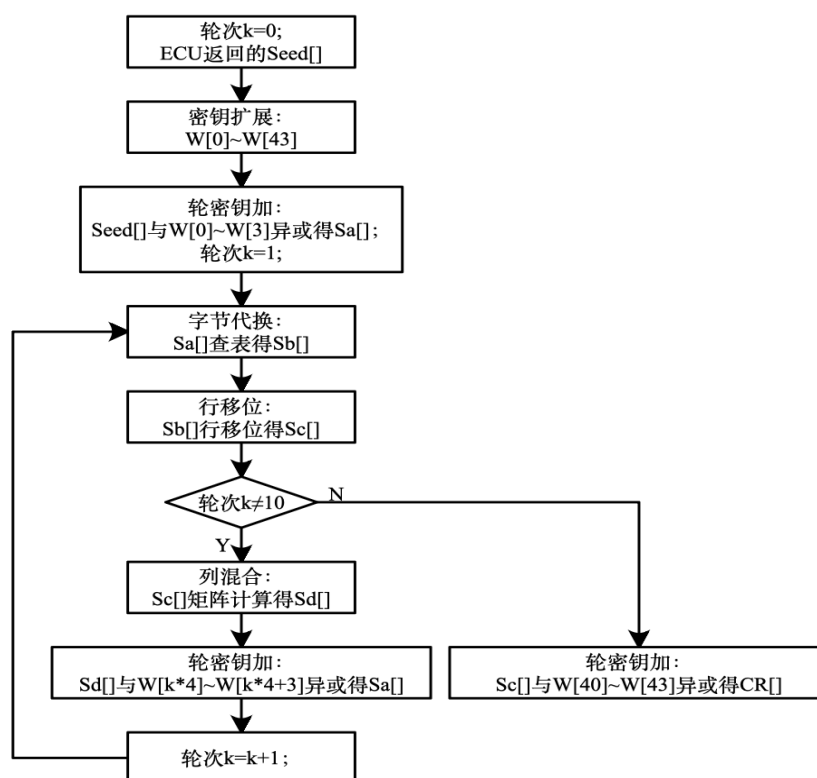 轮次k=0;
ECU返回的Seed[]
密钥扩展:
W[0]~W[43]
轮密钥加:
Seed[]与W[0]~W[3]异或得Sa[];
轮次k=1;
字节代换:
Sa[]查表得Sb[]
行移位:
Sb[]行移位得Sc[]
轮次k≠10
N
Y
列混合:
Sc[]矩阵计算得Sd[]
轮密钥加:
Sd[]与W[k*4]~W[k*4+3]异或得Sa[]
轮密钥加:
Sc[]与W[40]~W[43]异或得CR[]
轮次k=k+1;